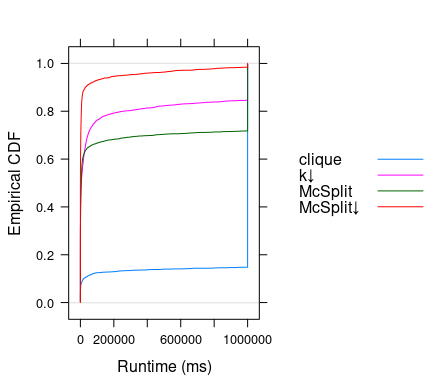 Empirical CDF
1.0
0.8
0.6
0.4
0.2
0.0
0 200000 600000 1000000
Runtime (ms)
clique
k↓
McSplit
McSplit↓